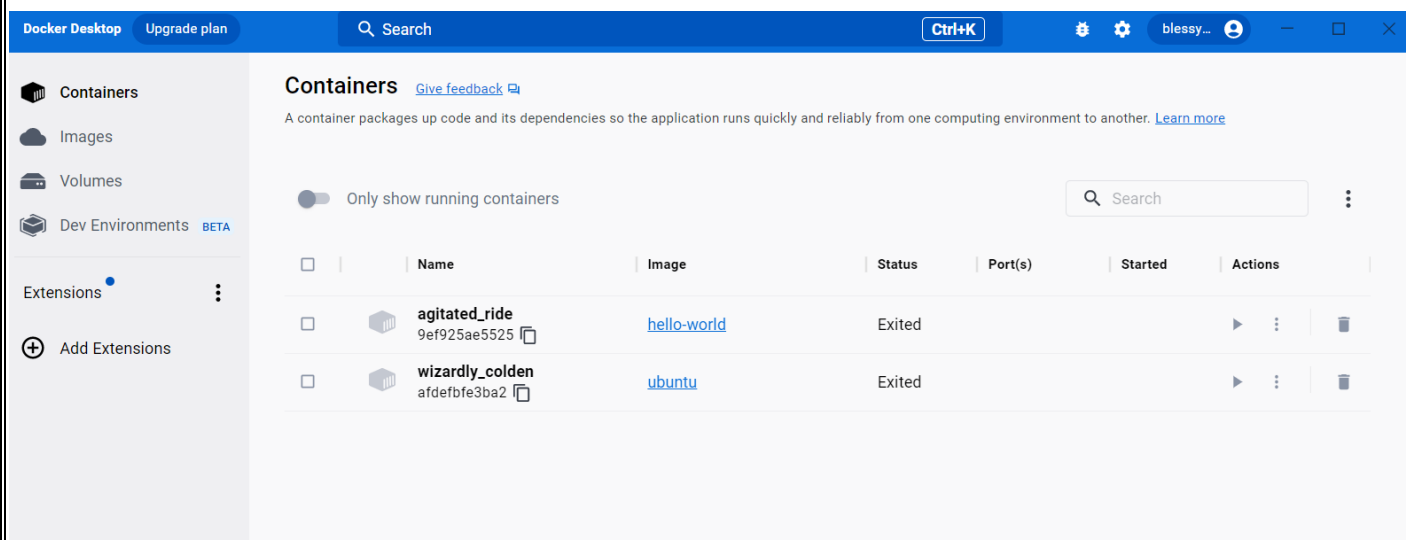 Docker Desktop Upgrade plan Search Ctrl+K blessy…
Containers
Images
Volumes
Dev Environments BETA
Extensions
Add Extensions
Containers Give feedback
A container packages up code and its dependencies so the application runs quickly and reliably from one computing environment to another. Learn more
Only show running containers Search
Name Image Status Port(s) Started Actions
agitated_ride
9ef925ae5525
hello-world Exited
wizardly_colden
afdefbfe3ba2
ubuntu Exited